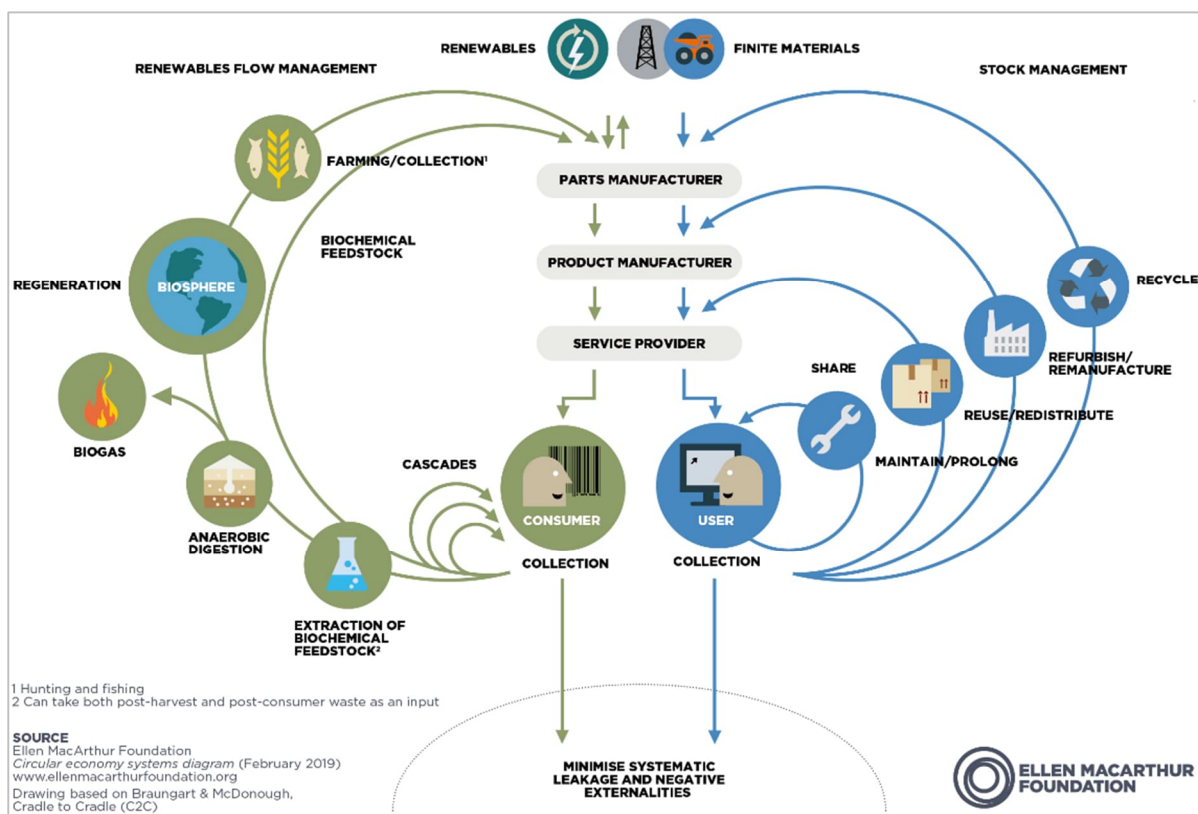 RENEWABLES
FINITE MATERIALS
RENEWABLES FLOW MANAGEMENT
STOCK MANAGEMENT
FARMING/COLLECTION1
PARTS MANUFACTURER
BIOCHEMICAL
FEEDSTOCK
PRODUCT MANUFACTURER
REGENERATION
BIOSPHERE
RECYCLE
SERVICE PROVIDER
SHARE
REFURBISH/
REMANUFACTURE
REUSE/REDISTRIBUTE
BIOGAS
CASCADES
MAINTAIN/PROLONG
CONSUMER
USER
ANAEROBIC
DIGESTION
COLLECTION
COLLECTION
EXTRACTION OF
BIOCHEMICAL
FEEDSTOCK2
1 Hunting and fishing
2 Can take both post-harvest and post-consumer waste as an input
SOURCE
Ellen MacArthur Foundation
Circular economy systems diagram (February 2019)
www.ellenmacarthurfoundation.org
Drawing based on Braungart & McDonough,
Cradle to Cradle (C2C)
MINIMISE SYSTEMATIC
LEAKAGE AND NEGATIVE
EXTERNALITIES
ELLEN MACARTHUR
FOUNDATION